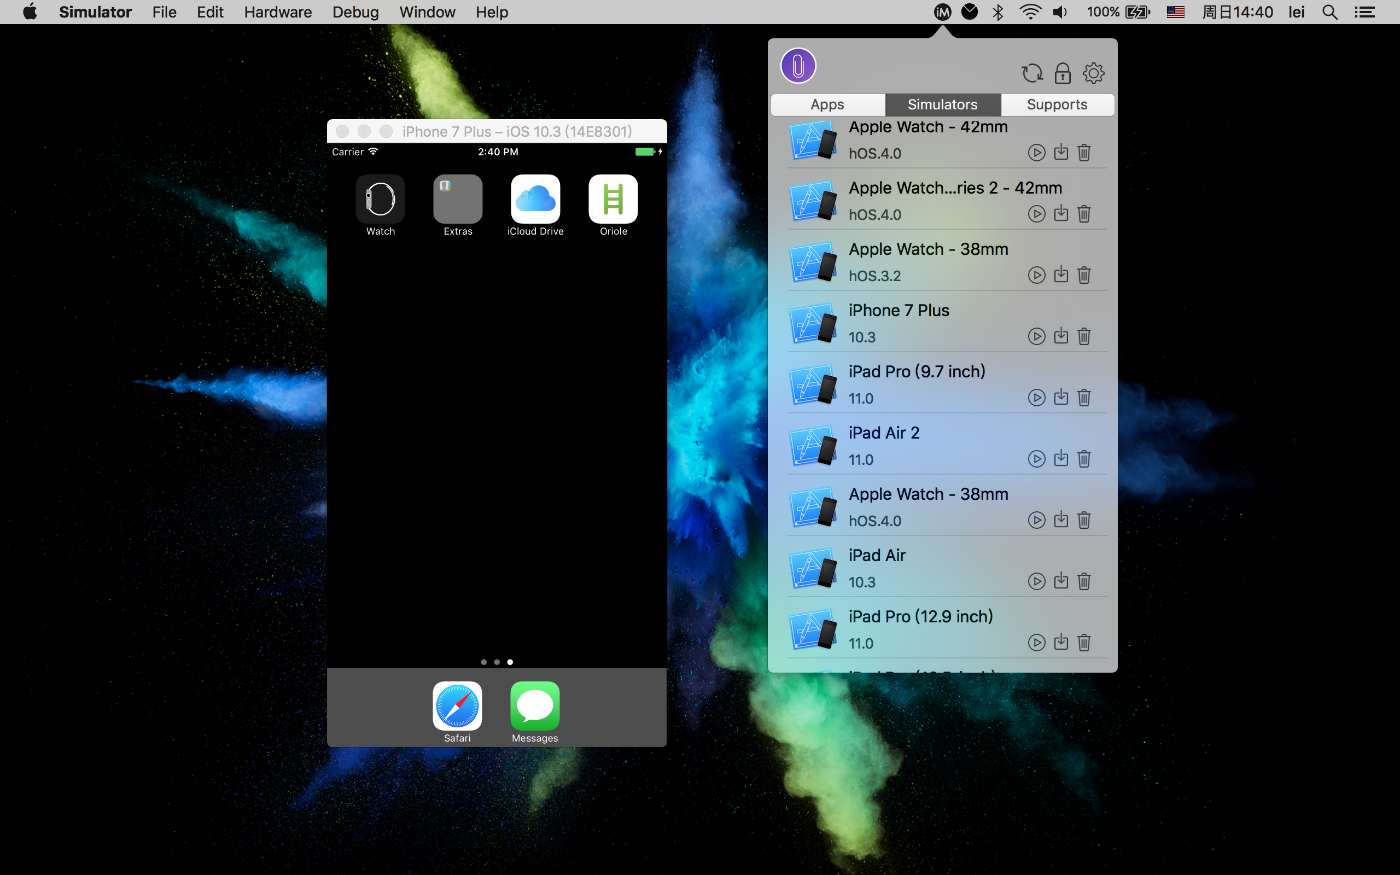 Simulator File Edit Hardware Debug Window Help
iM 100% 周日14:40 lei
iPhone 7 Plus – iOS 10.3 (14E8301)
Carrier 2:40 PM
Watch Extras iCloud Drive Oriole
Safari Messages
Apps Simulators Supports
Apple Watch - 42mm
hOS.4.0
Apple Watch...ries 2 - 42mm
hOS.4.0
Apple Watch - 38mm
hOS.3.2
iPhone 7 Plus
10.3
iPad Pro (9.7 inch)
11.0
iPad Air 2
11.0
Apple Watch - 38mm
hOS.4.0
iPad Air
10.3
iPad Pro (12.9 inch)
11.0